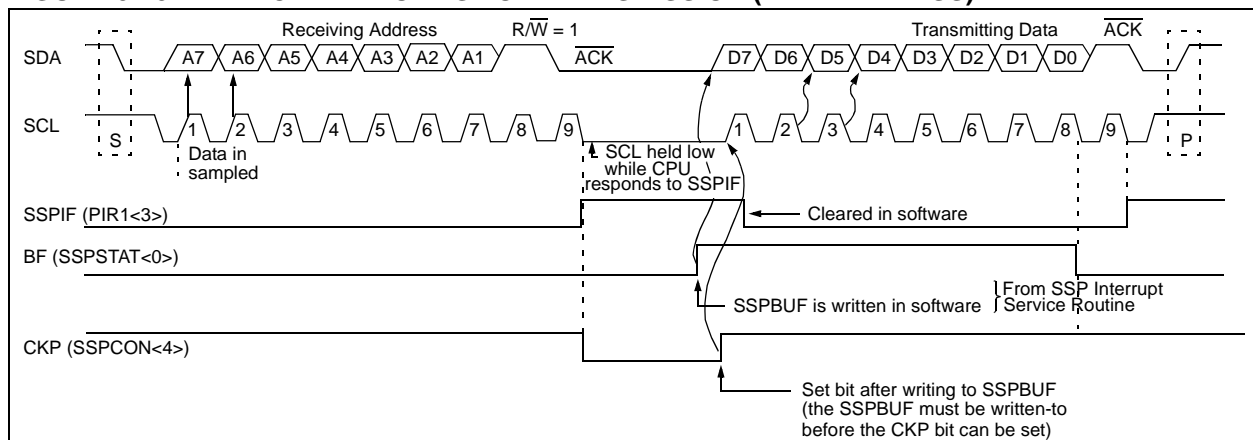 Receiving Address R/W̅ = 1 Transmitting Data A̅C̅K̅
SDA A7 A6 A5 A4 A3 A2 A1 A̅C̅K̅ D7 D6 D5 D4 D3 D2 D1 D0
SCL S 1 2 3 4 5 6 7 8 9 1 2 3 4 5 6 7 8 9 P
Data in
sampled
SCL held low
while CPU
responds to SSPIF
SSPIF (PIR1<3>)
Cleared in software
BF (SSPSTAT<0>)
SSPBUF is written in software
From SSP Interrupt
Service Routine
CKP (SSPCON<4>)
Set bit after writing to SSPBUF
(the SSPBUF must be written-to
before the CKP bit can be set)